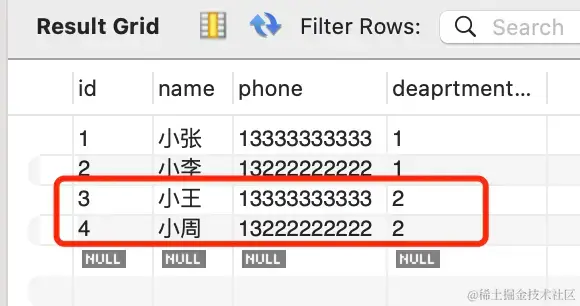 Result Grid Filter Rows: Search
id name phone deaprtment...
1 小张 13333333333 1
2 小李 13222222222 1
3 小王 13333333333 2
4 小周 13222222222 2
NULL NULL NULL NULL
@稀土掘金技术社区